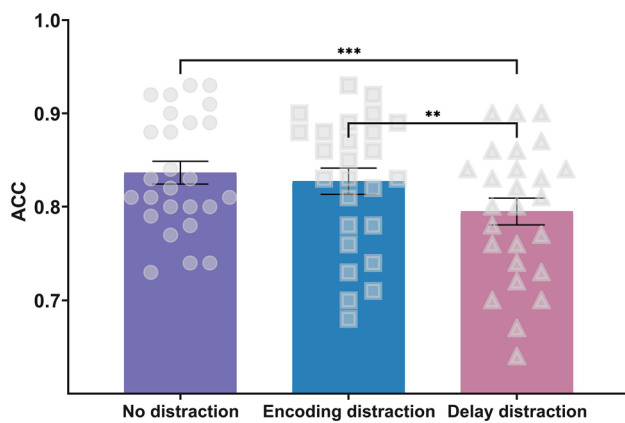 1.0
***
0.9
**
ACC
0.8
0.7
No distraction
Encoding distraction
Delay distraction